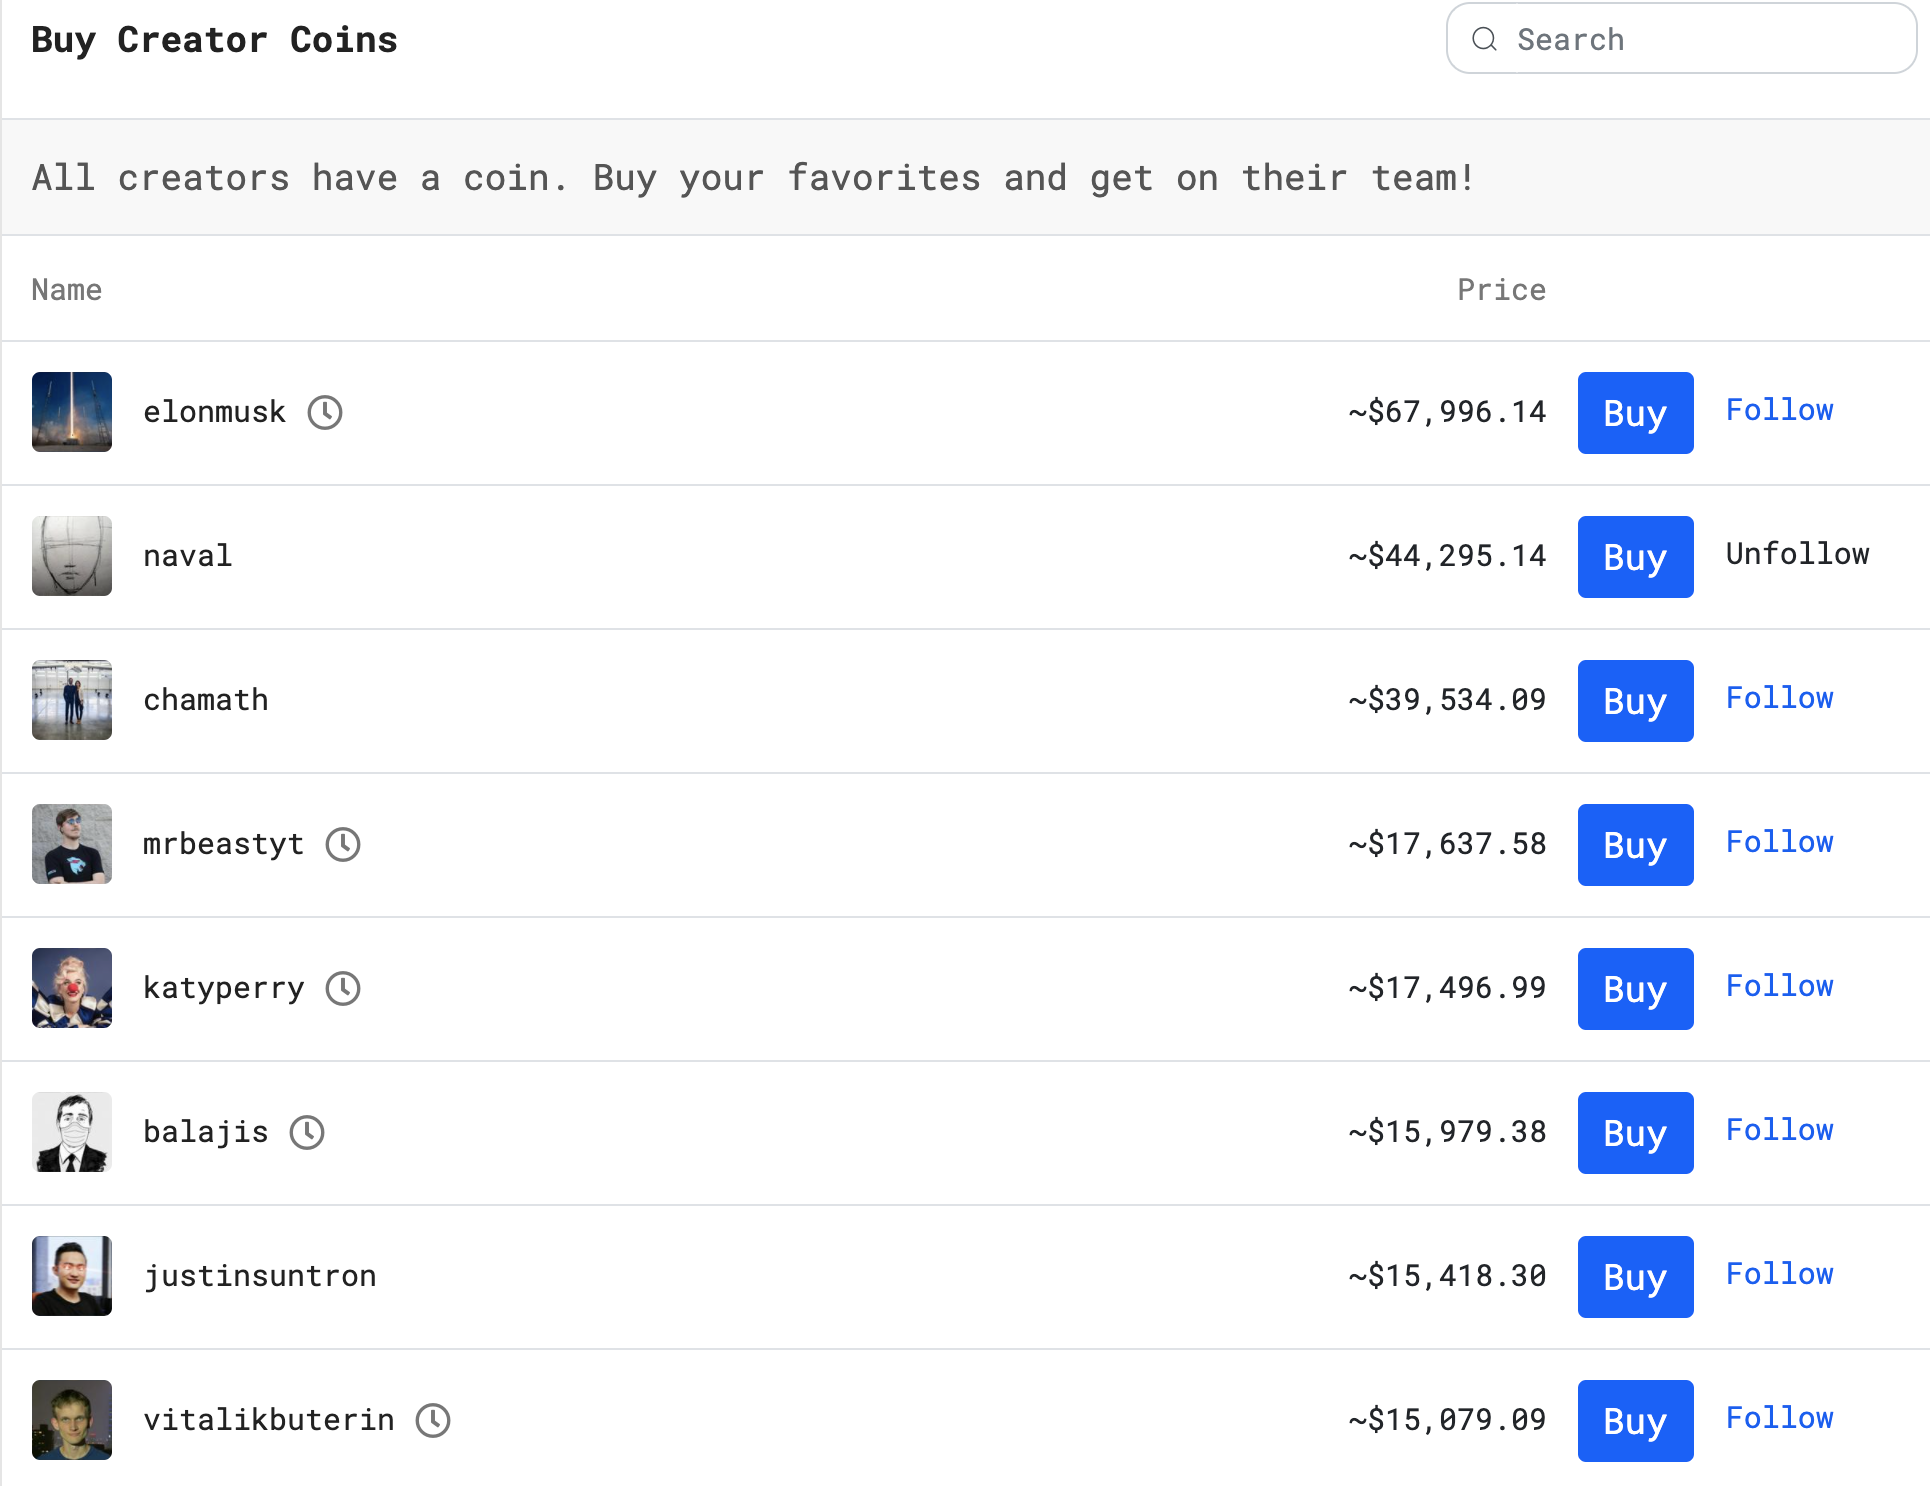 Buy Creator Coins
Search
All creators have a coin. Buy your favorites and get on their team!
Name Price
elonmusk ~$67,996.14 Buy Follow
naval ~$44,295.14 Buy Unfollow
chamath ~$39,534.09 Buy Follow
mrbeastyt ~$17,637.58 Buy Follow
katyperry ~$17,496.99 Buy Follow
balajis ~$15,979.38 Buy Follow
justinsuntron ~$15,418.30 Buy Follow
vitalikbuterin ~$15,079.09 Buy Follow